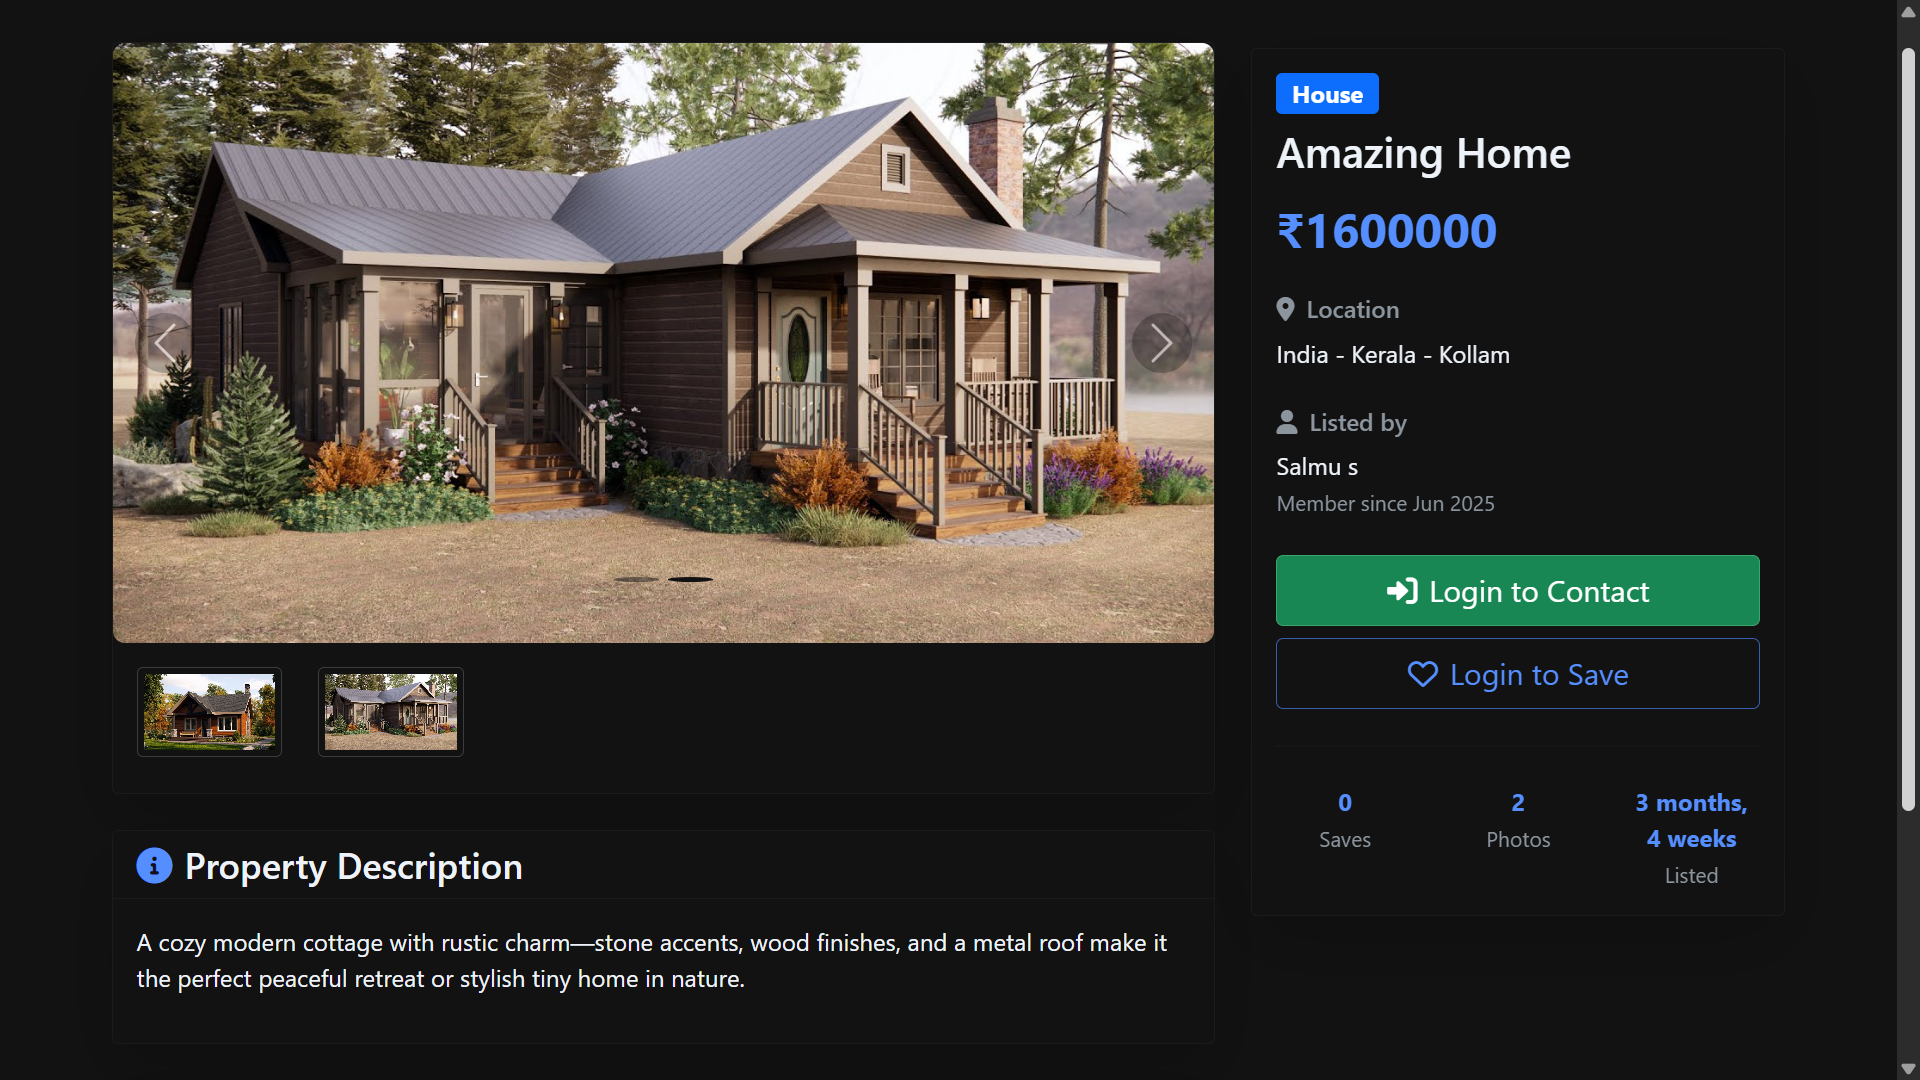 House
Amazing Home
₹1600000
Location
India - Kerala - Kollam
Listed by
Salmu s
Member since Jun 2025
Login to Contact
Login to Save
0
Saves
2
Photos
3 months,
4 weeks
Listed
Property Description
A cozy modern cottage with rustic charm—stone accents, wood finishes, and a metal roof make it
the perfect peaceful retreat or stylish tiny home in nature.